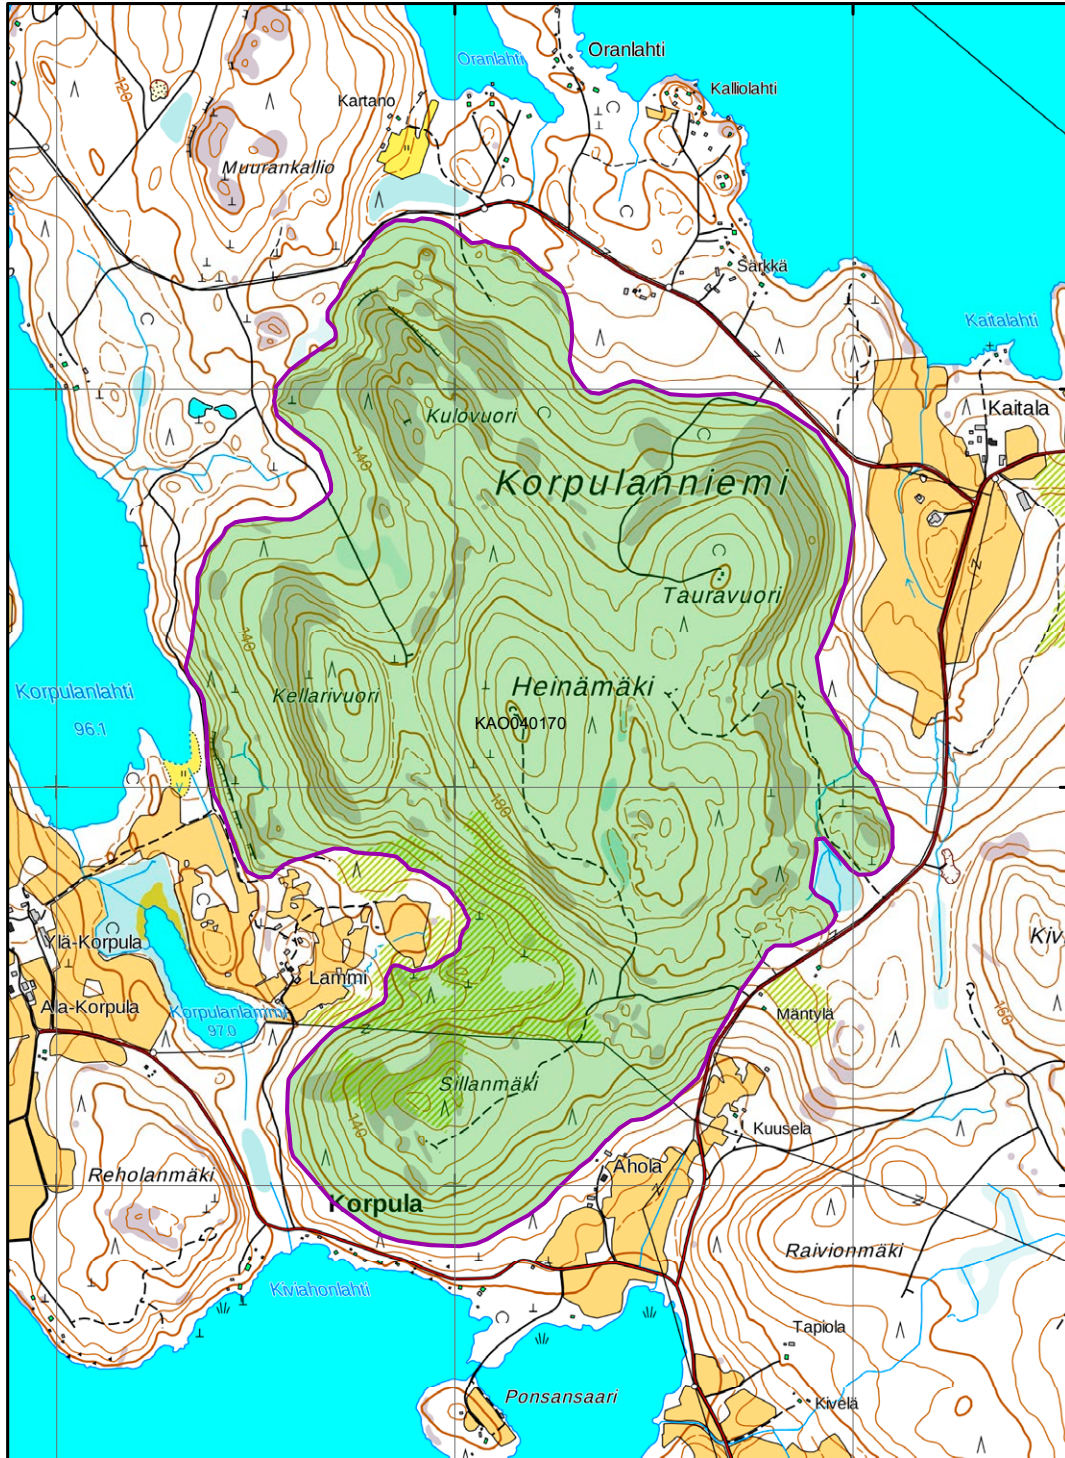 Oranlahti
Oranlahti
Kalliolahti
Kartano
120
Muurankallio
Särkkä
Kaitalahti
Kaitala
Kulovuori
140
Korpulanniemi
Tauravuori
140
Kellarivuori
Heinämäki
KAO040170
Korpulanlahti
96.1
180
Ylä-Korpula
Lammi
Ala-Korpula
Korpulanlammi
97.0
Kiv
Mäntylä
160
Sillanmäki
140
Kuusela
Ahola
Reholanmäki
Korpula
Raivionmäki
Kiviahonlahti
Tapiola
Ponsansaari
Kivelä